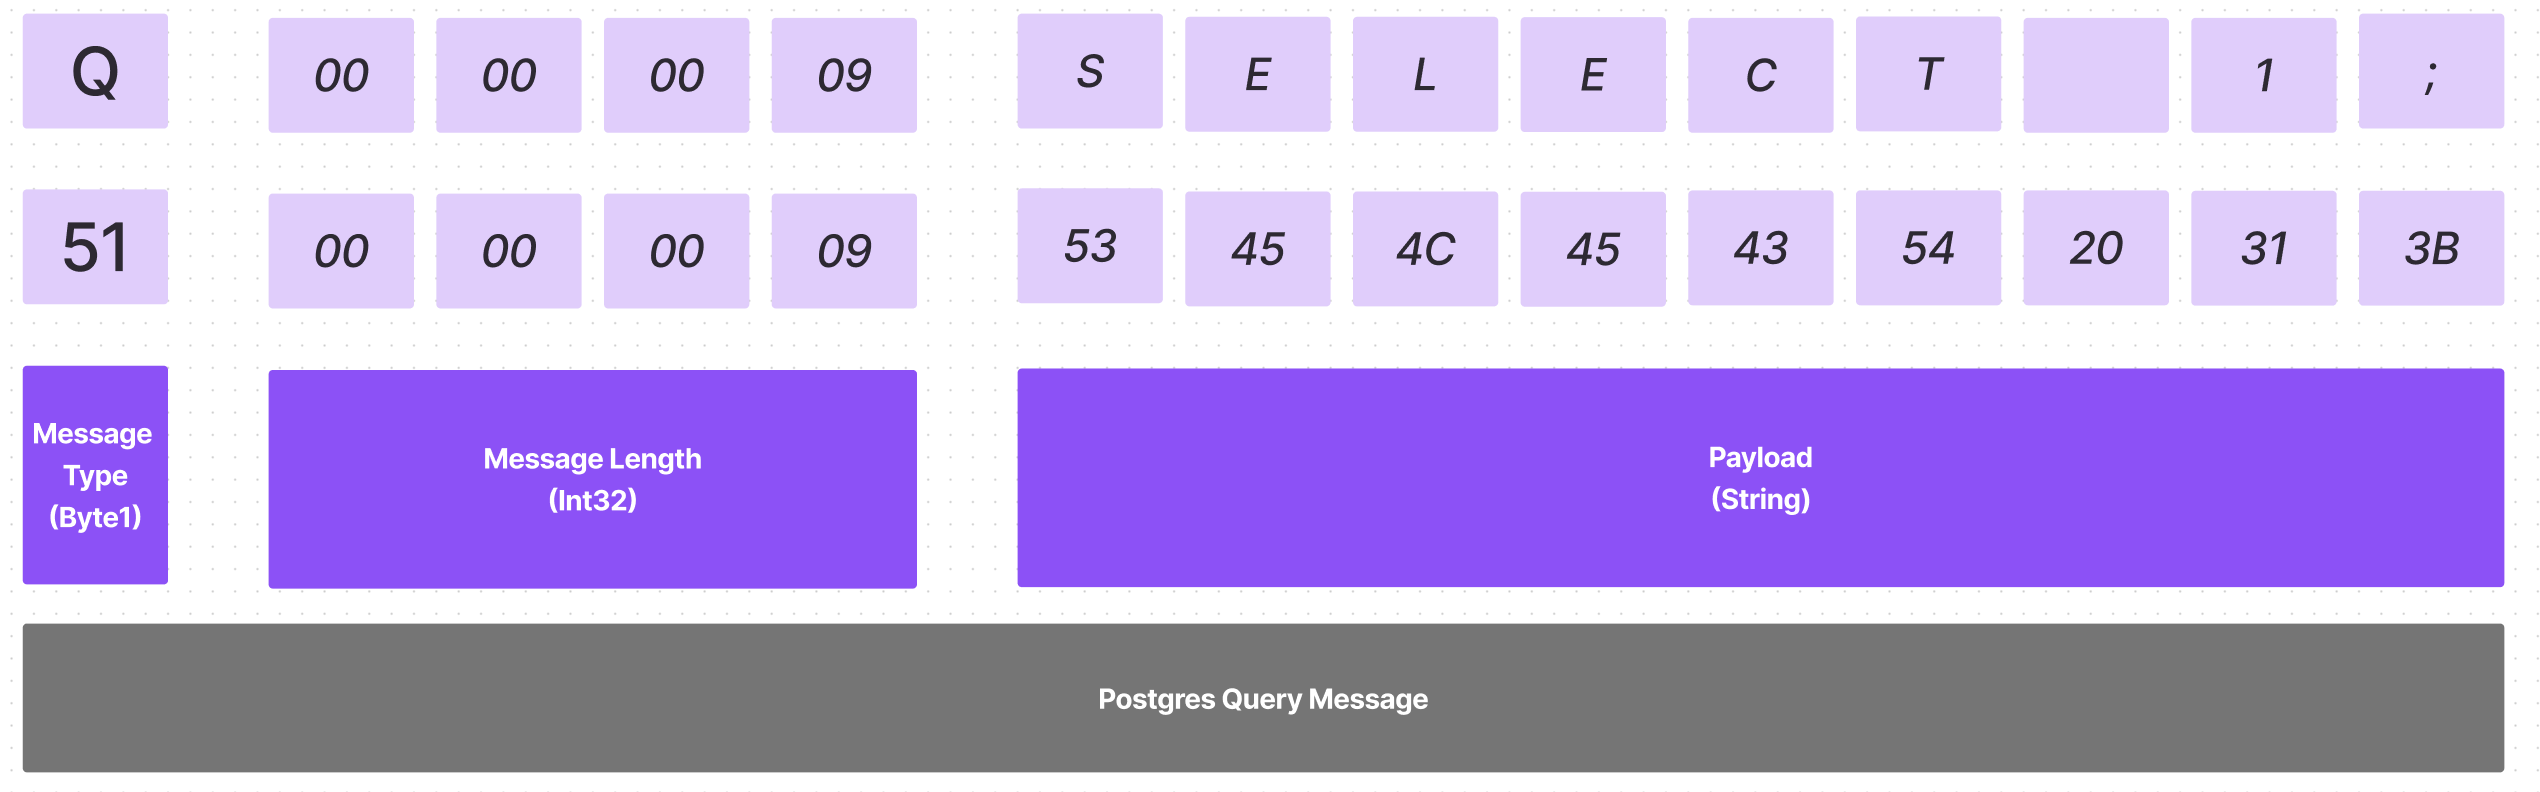 Q 00 00 00 09 S E L E C T 1 ;
51 00 00 00 09 53 45 4C 45 43 54 20 31 3B
Message
Type
(Byte1)
Message Length
(Int32)
Payload
(String)
Postgres Query Message